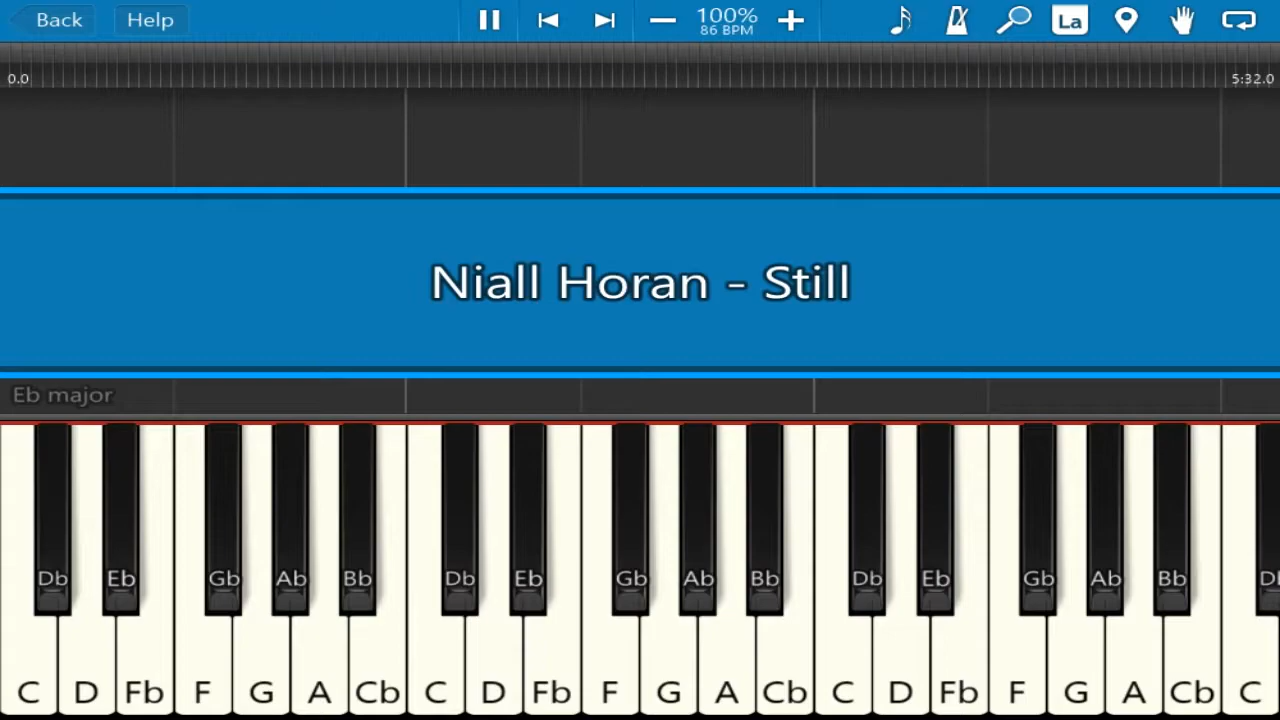 Back Help 100% La
86 BPM
0.0 5:32.0
Niall Horan - Still
Eb major
Db Eb Gb Ab Bb Db Eb Gb Ab Bb Db Eb Gb Ab Bb
C D Fb F G A Cb C D Fb F G A Cb C D Fb F G A Cb C